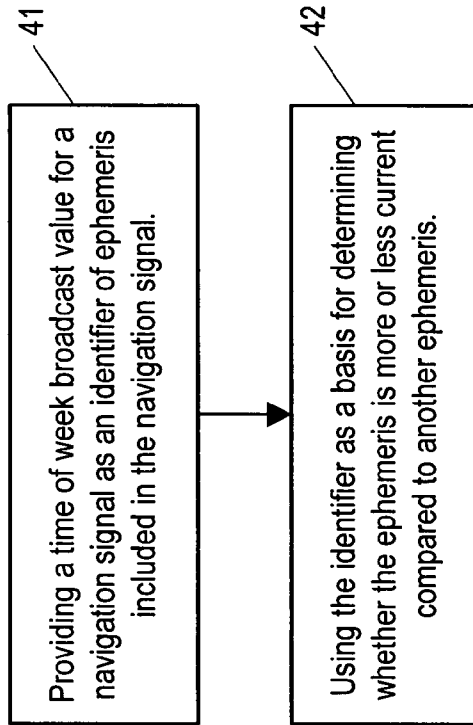 Providing a time of week broadcast value for a
navigation signal as an identifier of ephemeris
included in the navigation signal.
41
Using the identifier as a basis for determining
whether the ephemeris is more or less current
compared to another ephemeris.
42